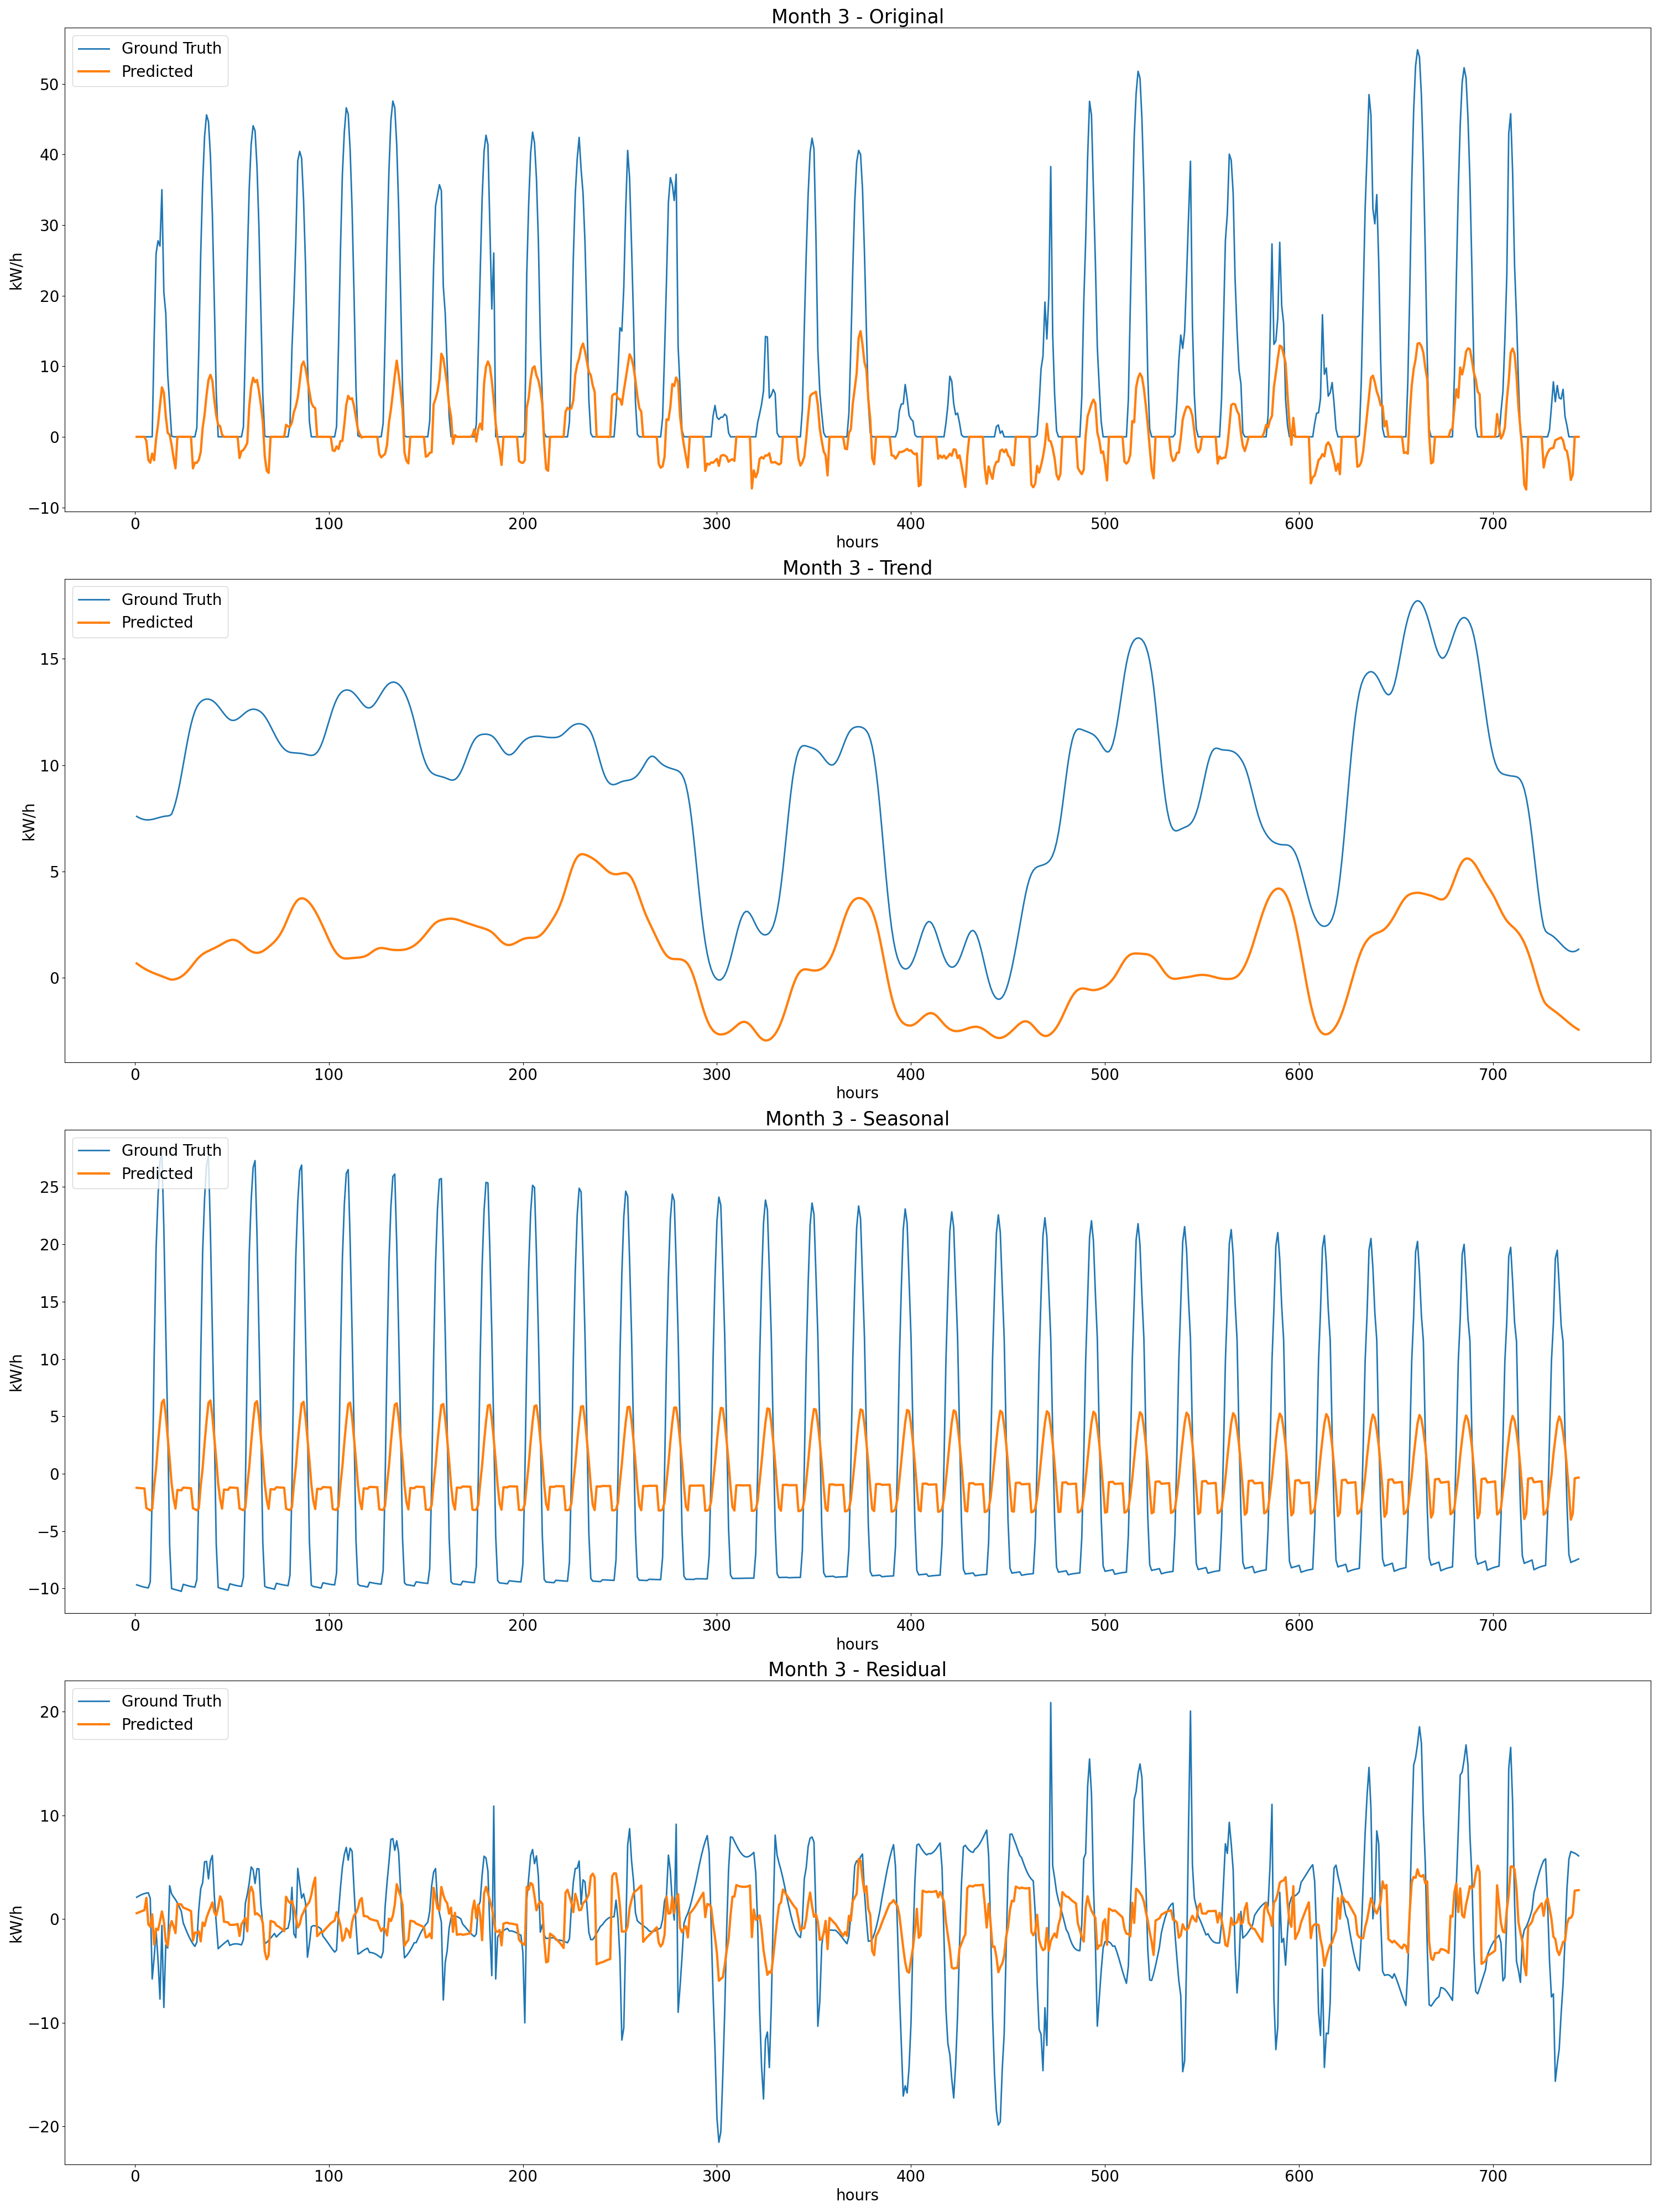 Month 3 - Original
Ground Truth
Predicted
kW/h
50
40
30
20
10
0
−10
0 100 200 300 400 500 600 700
hours
Month 3 - Trend
Ground Truth
Predicted
kW/h
15
10
5
0
0 100 200 300 400 500 600 700
hours
Month 3 - Seasonal
Ground Truth
Predicted
kW/h
25
20
15
10
5
0
−5
−10
0 100 200 300 400 500 600 700
hours
Month 3 - Residual
Ground Truth
Predicted
kW/h
20
10
0
−10
−20
0 100 200 300 400 500 600 700
hours